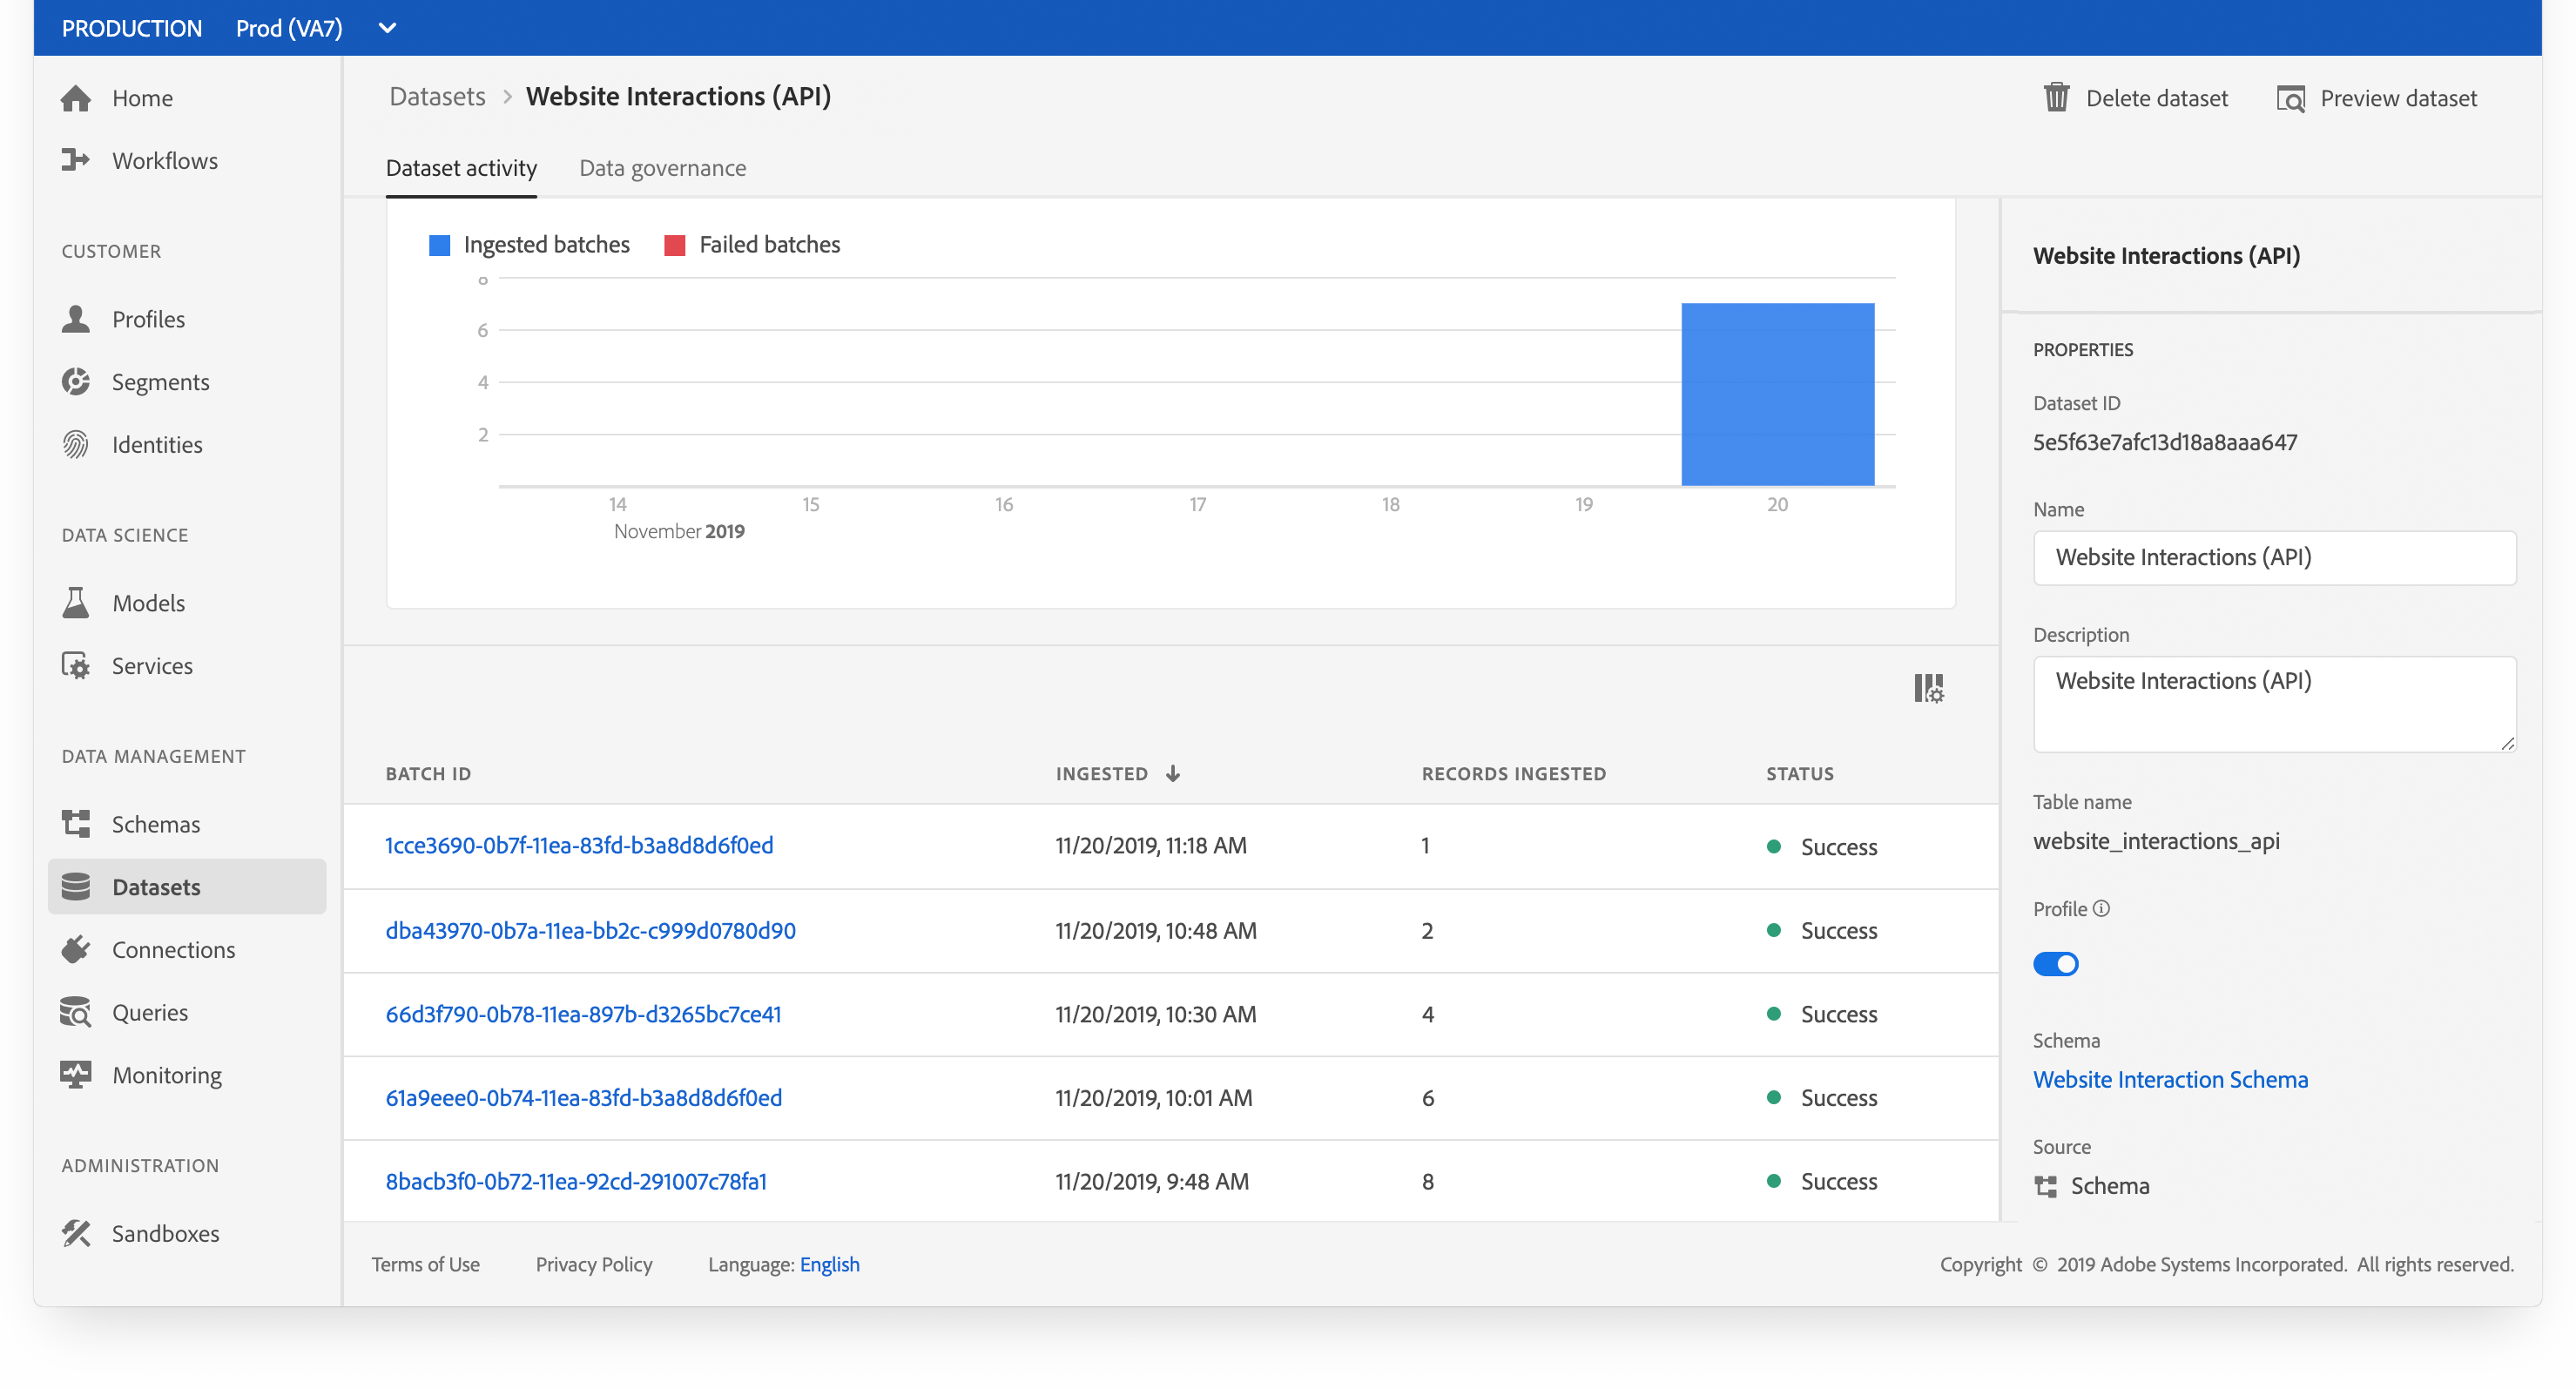 PRODUCTION Prod (VA7)
Home
Workflows
CUSTOMER
Profiles
Segments
Identities
DATA SCIENCE
Models
Services
DATA MANAGEMENT
Schemas
Datasets
Connections
Queries
Monitoring
ADMINISTRATION
Sandboxes
Datasets > Website Interactions (API)
Delete dataset Preview dataset
Dataset activity Data governance
Ingested batches Failed batches
8
6
4
2
14 15 16 17 18 19 20
November 2019
BATCH ID INGESTED RECORDS INGESTED STATUS
1cce3690-0b7f-11ea-83fd-b3a8d8d6f0ed 11/20/2019, 11:18 AM 1 Success
dba43970-0b7a-11ea-bb2c-c999d0780d90 11/20/2019, 10:48 AM 2 Success
66d3f790-0b78-11ea-897b-d3265bc7ce41 11/20/2019, 10:30 AM 4 Success
61a9eee0-0b74-11ea-83fd-b3a8d8d6f0ed 11/20/2019, 10:01 AM 6 Success
8bacb3f0-0b72-11ea-92cd-291007c78fa1 11/20/2019, 9:48 AM 8 Success
Website Interactions (API)
PROPERTIES
Dataset ID
5e5f63e7afc13d18a8aaa647
Name
Website Interactions (API)
Description
Website Interactions (API)
Table name
website_interactions_api
Profile
Schema
Website Interaction Schema
Source
Schema
Terms of Use Privacy Policy Language: English
Copyright © 2019 Adobe Systems Incorporated. All rights reserved.